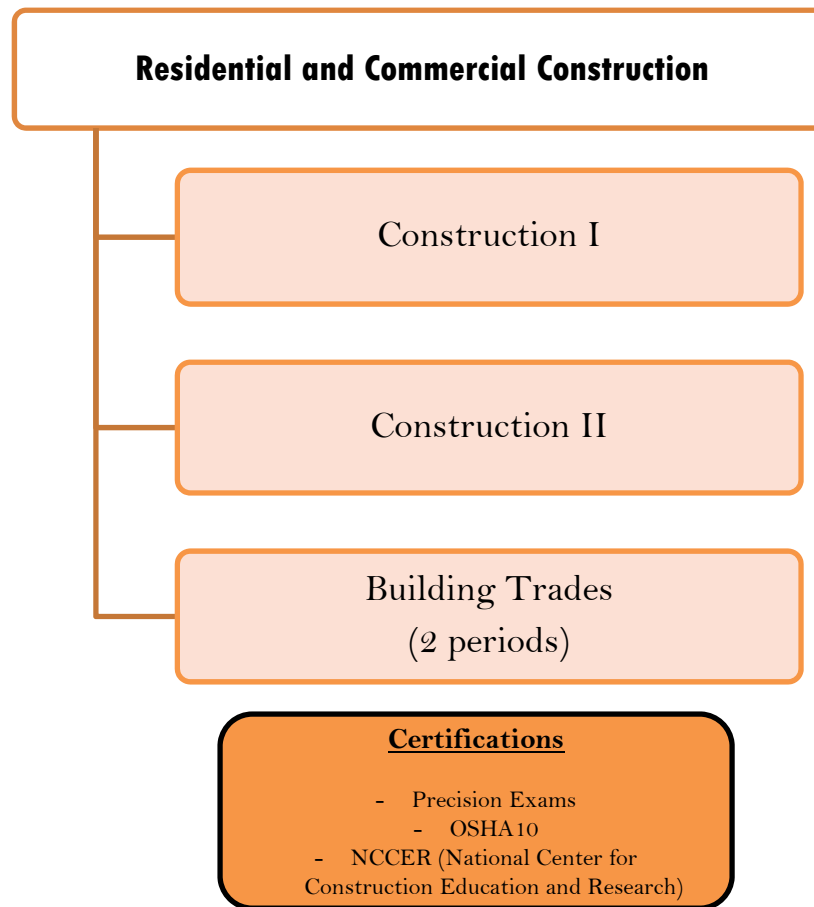 Residential and Commercial Construction
Construction I
Construction II
Building Trades
(2 periods)
Certifications
- Precision Exams
- OSHA10
- NCCER (National Center for
Construction Education and Research)